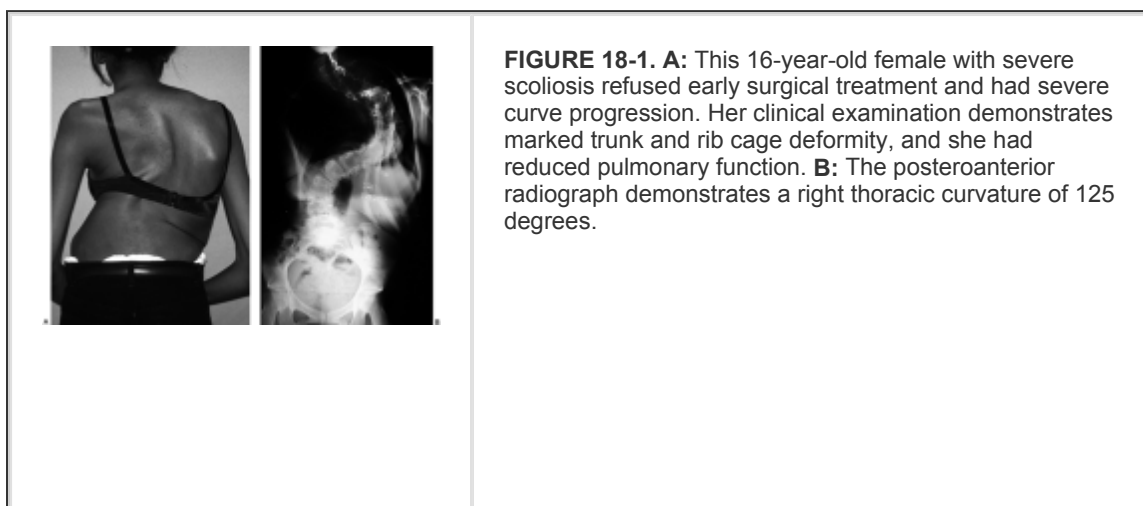 FIGURE 18-1. A: This 16-year-old female with severe
scoliosis refused early surgical treatment and had severe
curve progression. Her clinical examination demonstrates
marked trunk and rib cage deformity, and she had
reduced pulmonary function. B: The posteroanterior
radiograph demonstrates a right thoracic curvature of 125
degrees.
A
B